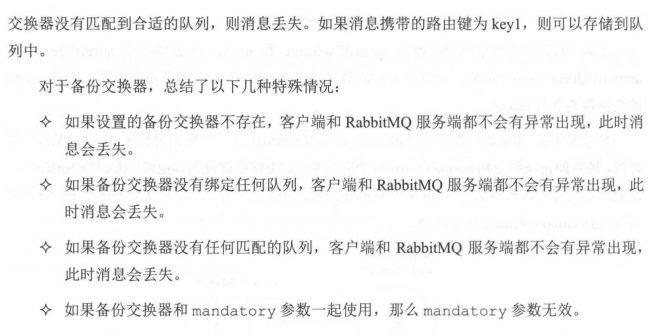 交换器没有匹配到合适的队列，则消息丢失。如果消息携带的路由键为 key1，则可以存储到队
列中。
对于备份交换器，总结了以下几种特殊情况：
✧ 如果设置的备份交换器不存在，客户端和 RabbitMQ 服务端都不会有异常出现，此时消
息会丢失。
✧ 如果备份交换器没有绑定任何队列，客户端和 RabbitMQ 服务端都不会有异常出现，此
时消息会丢失。
✧ 如果备份交换器没有任何匹配的队列，客户端和 RabbitMQ 服务端都不会有异常出现，
此时消息会丢失。
✧ 如果备份交换器和 mandatory 参数一起使用，那么 mandatory 参数无效。